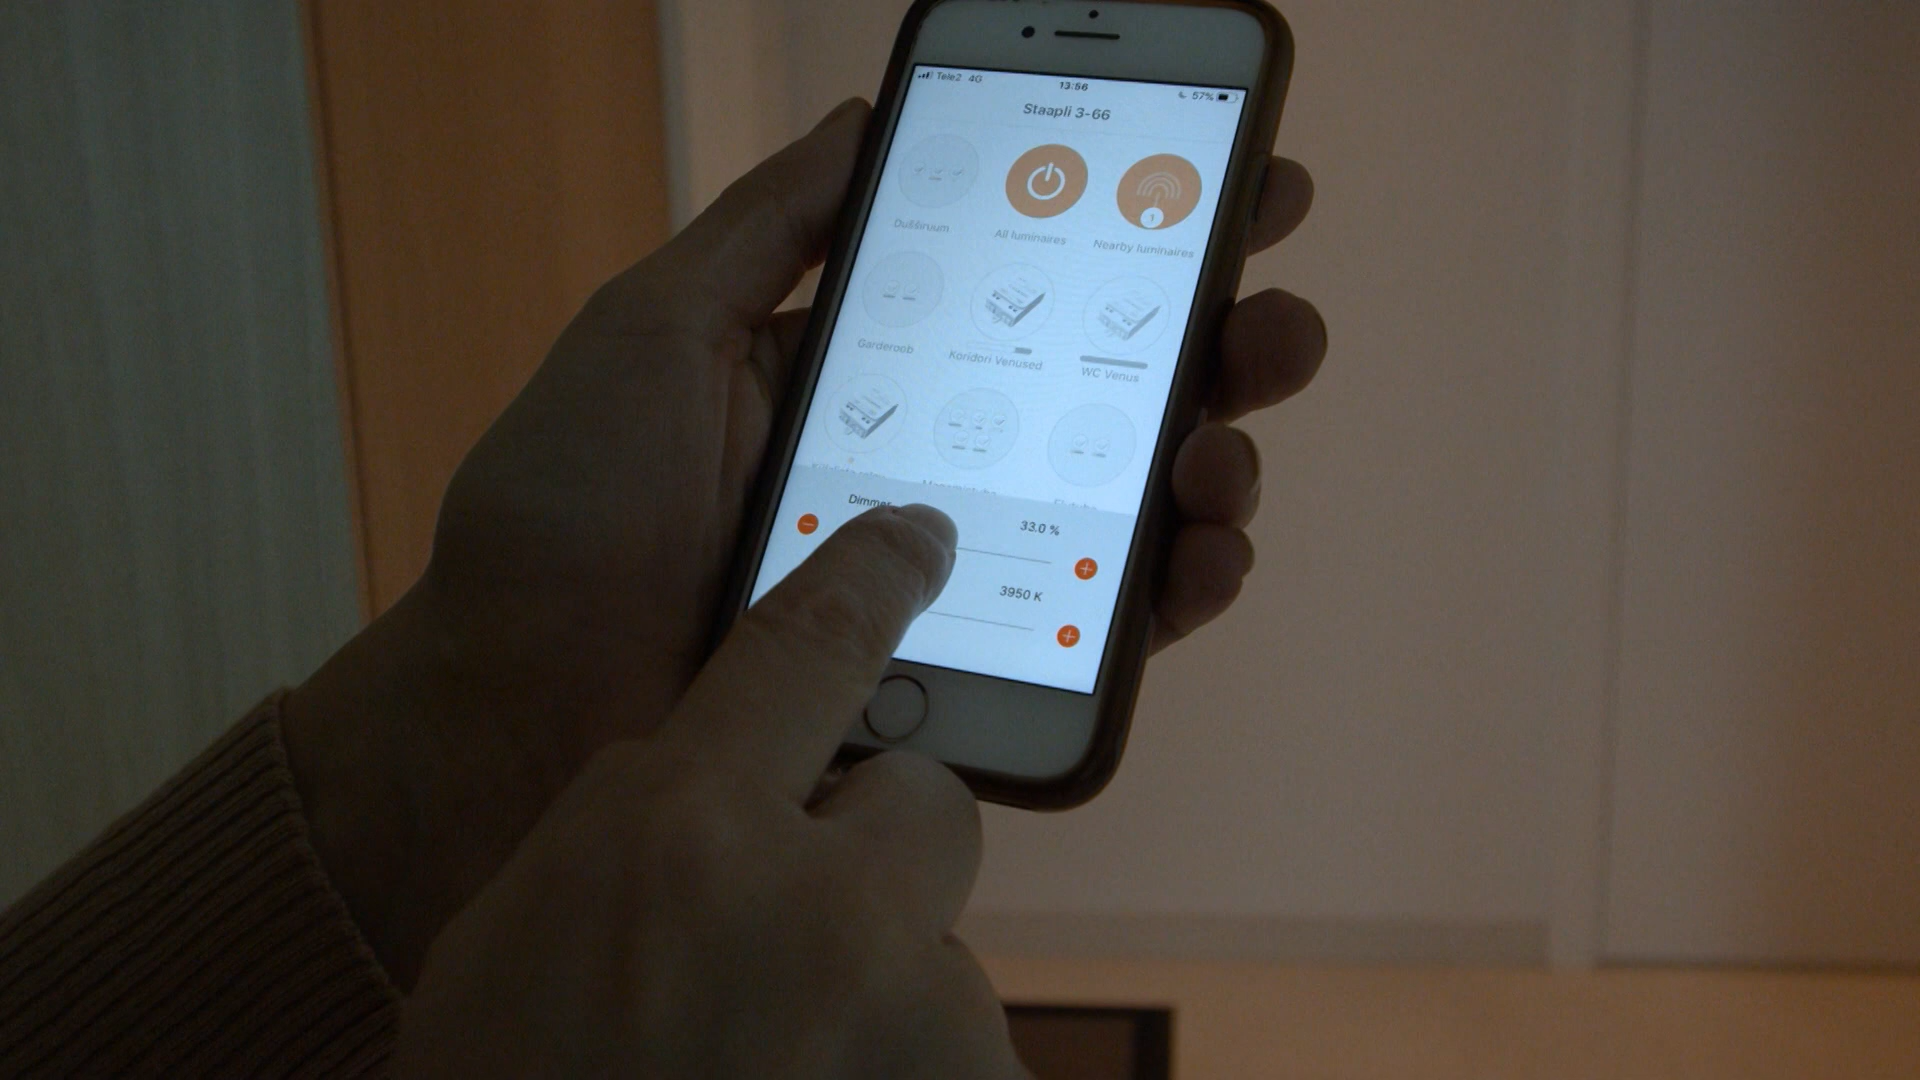 Tele2 4G
13:56
57%
Staapli 3-66
Duširuum
All luminaires
1
Nearby luminaires
Garderoob
Koridori Venused
WC Venus
Dimmer
33.0 %
3950 K